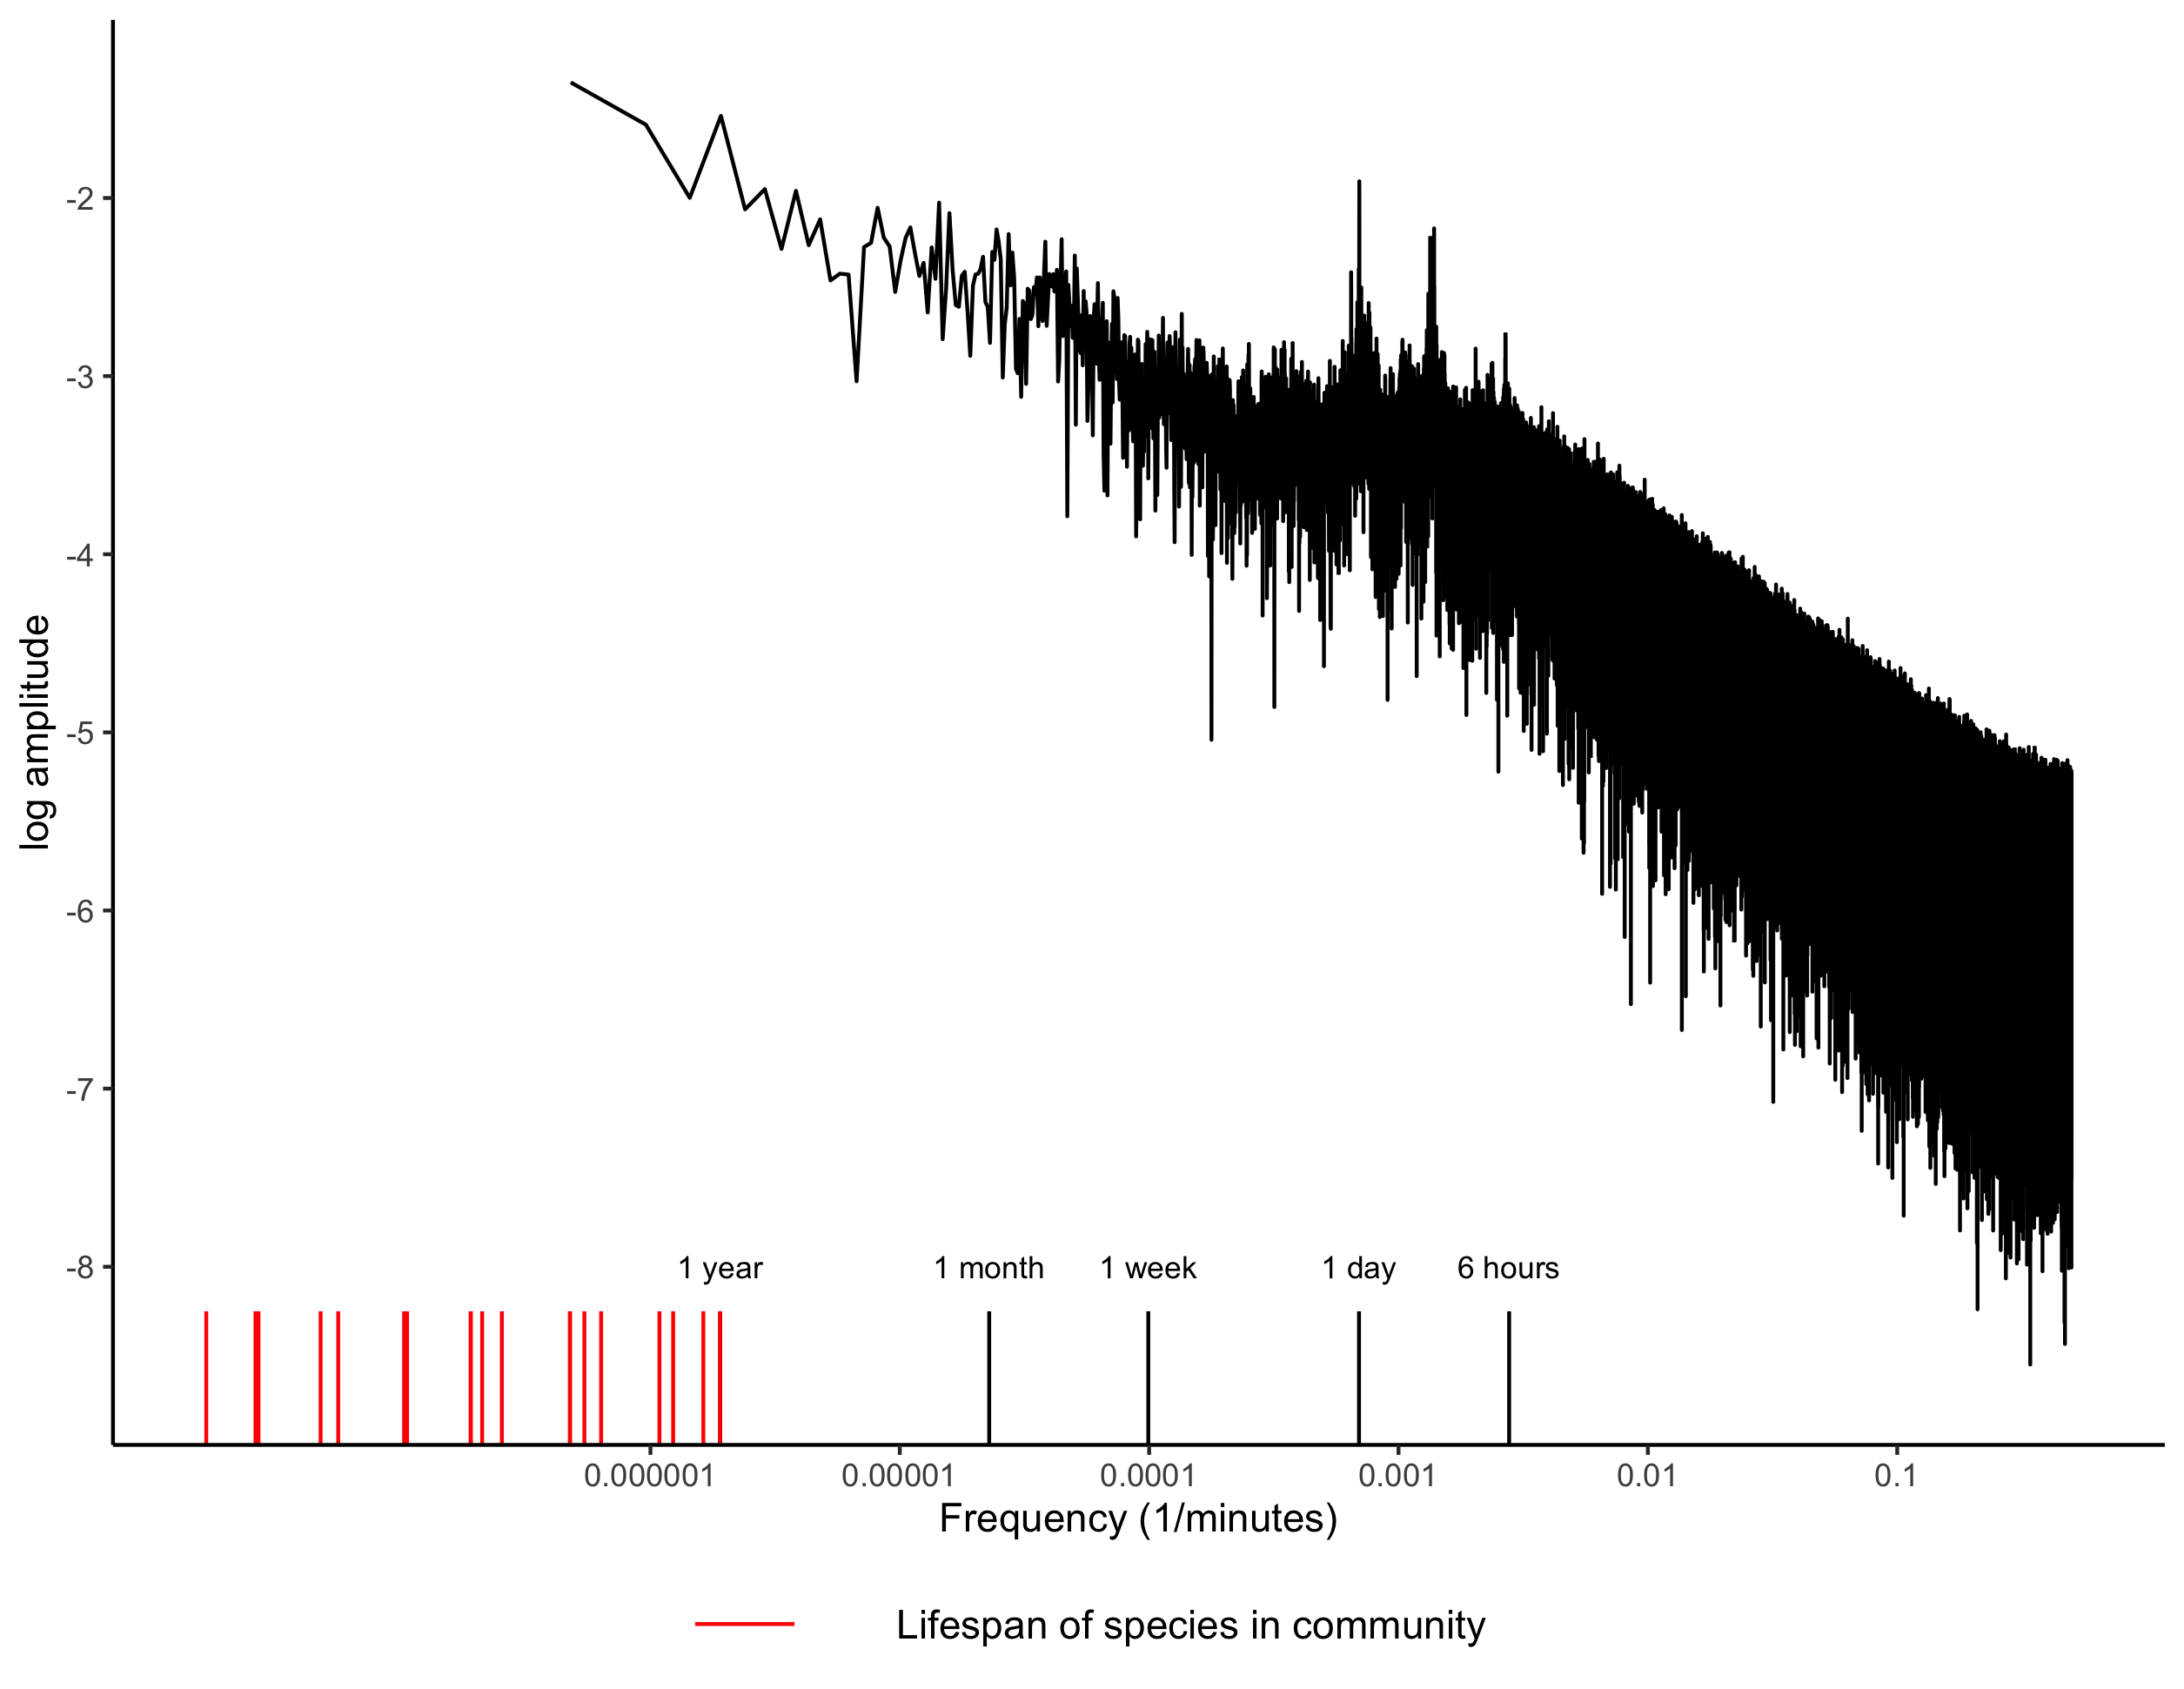 -2
-3
-4
-5
-6
-7
-8
log amplitude
1 year 1 month 1 week 1 day 6 hours
0.000001 0.00001 0.0001 0.001 0.01 0.1
Frequency (1/minutes)
Lifespan of species in community